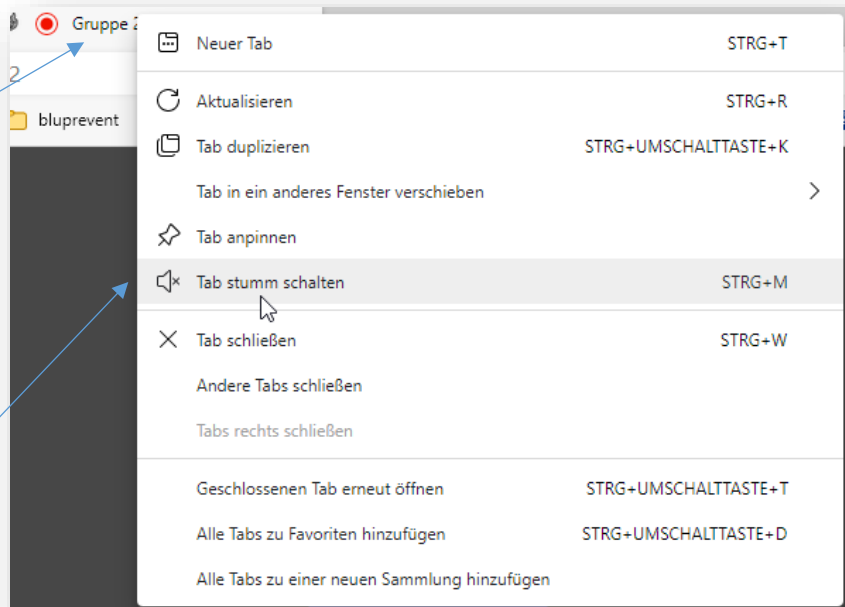 Gruppe 2
2
bluprevent
Neuer Tab STRG+T
Aktualisieren STRG+R
Tab duplizieren STRG+UMSCHALTTASTE+K
Tab in ein anderes Fenster verschieben
Tab anpinnen
Tab stumm schalten STRG+M
Tab schließen STRG+W
Andere Tabs schließen
Tabs rechts schließen
Geschlossenen Tab erneut öffnen STRG+UMSCHALTTASTE+T
Alle Tabs zu Favoriten hinzufügen STRG+UMSCHALTTASTE+D
Alle Tabs zu einer neuen Sammlung hinzufügen